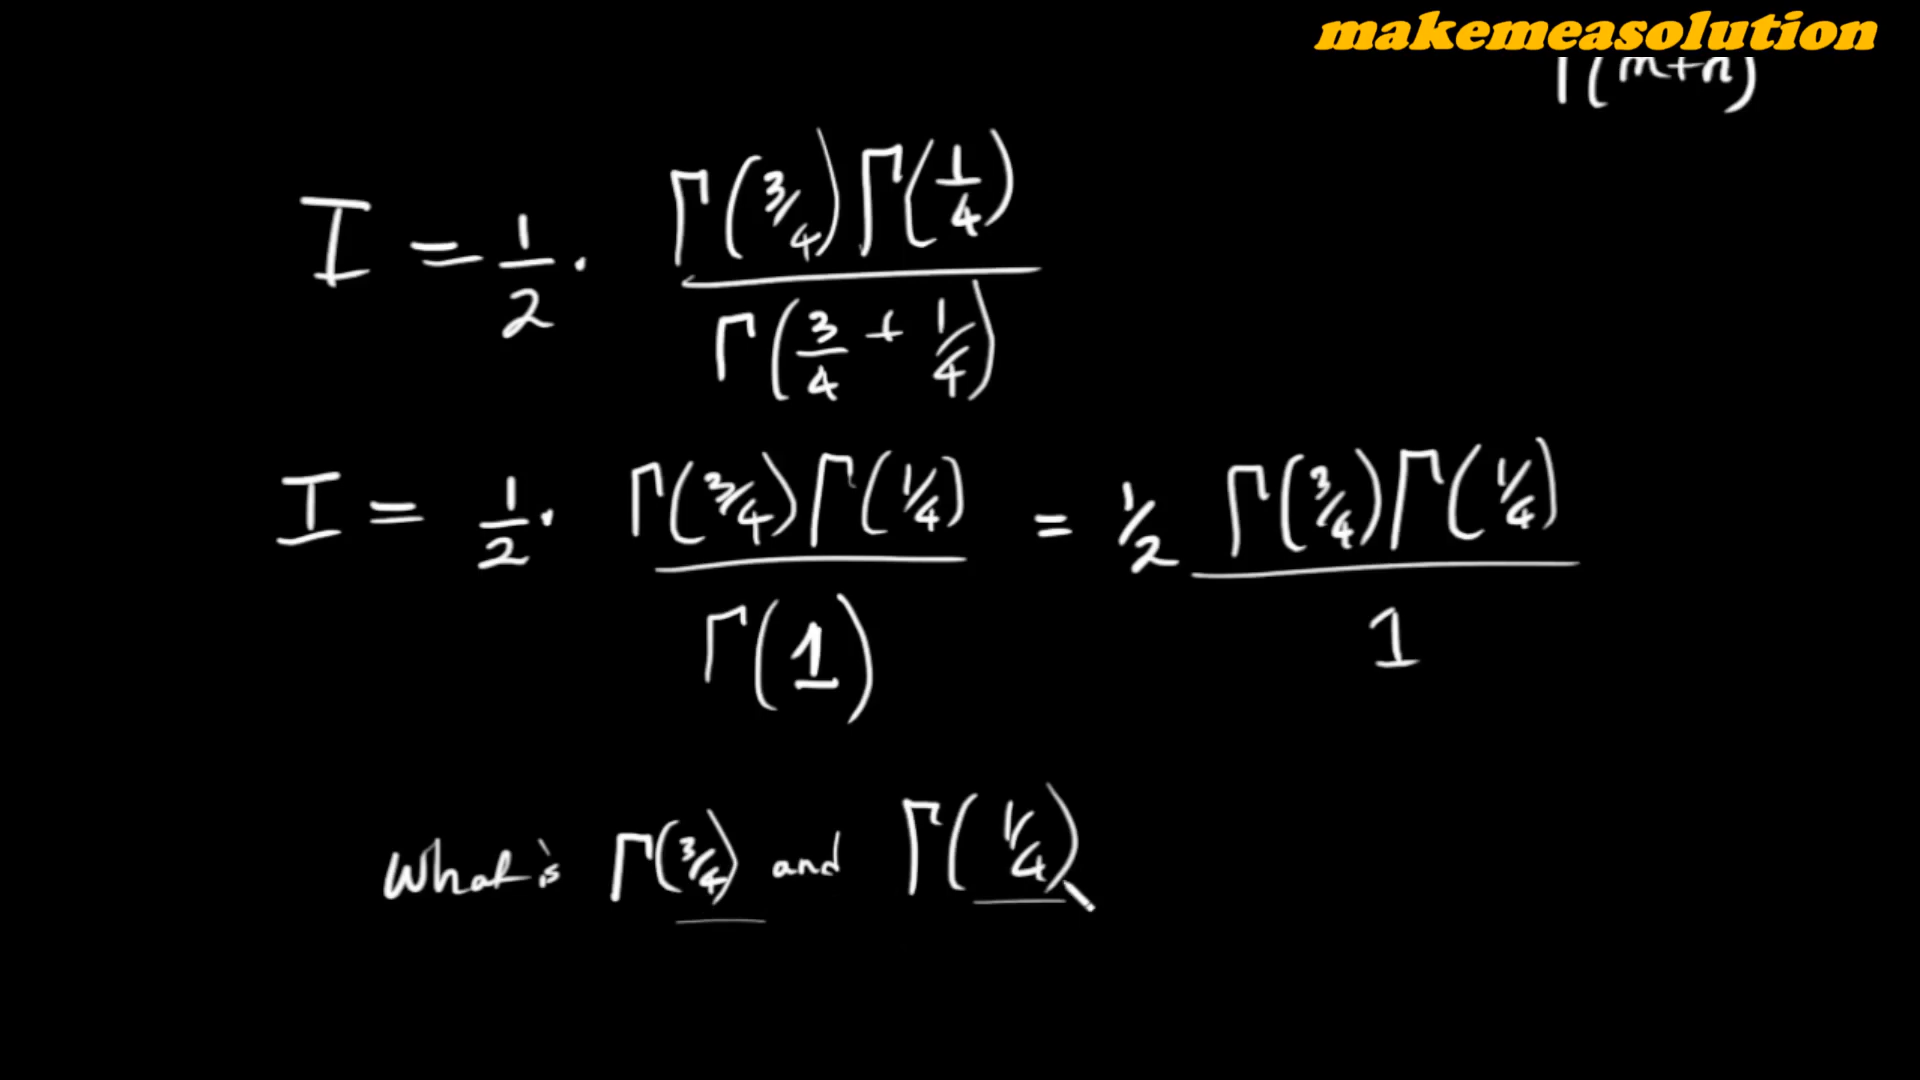 makemeasolution
Γ(m+n)
I = 1/2 · Γ(3/4) Γ(1/4) / Γ(3/4 + 1/4)
I = 1/2 · Γ(3/4) Γ(1/4) / Γ(1) = 1/2 Γ(3/4) Γ(1/4) / 1
What is Γ(3/4) and Γ(1/4)